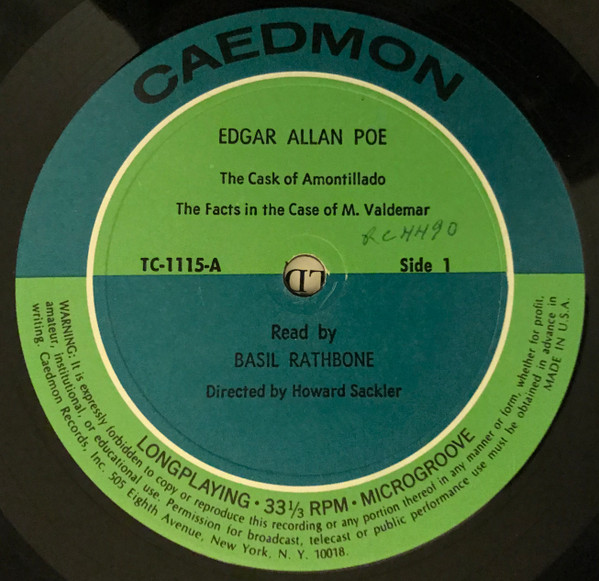 CAEDMON
EDGAR ALLAN POE
The Cask of Amontillado
The Facts in the Case of M. Valdemar
TC-1115-A
Side 1
Read by
BASIL RATHBONE
Directed by Howard Sackler
LONGPLAYING • 33⅓ RPM • MICROGROOVE
WARNING: It is expressly forbidden to copy or reproduce this recording or any portion thereof in any manner or form, whether for profit,
amateur, institutional, or educational use. Permission for broadcast, telecast or public performance use must be obtained in advance in
writing. Caedmon Records, Inc. 505 Eighth Avenue, New York, N. Y. 10018.
MADE IN U.S.A.